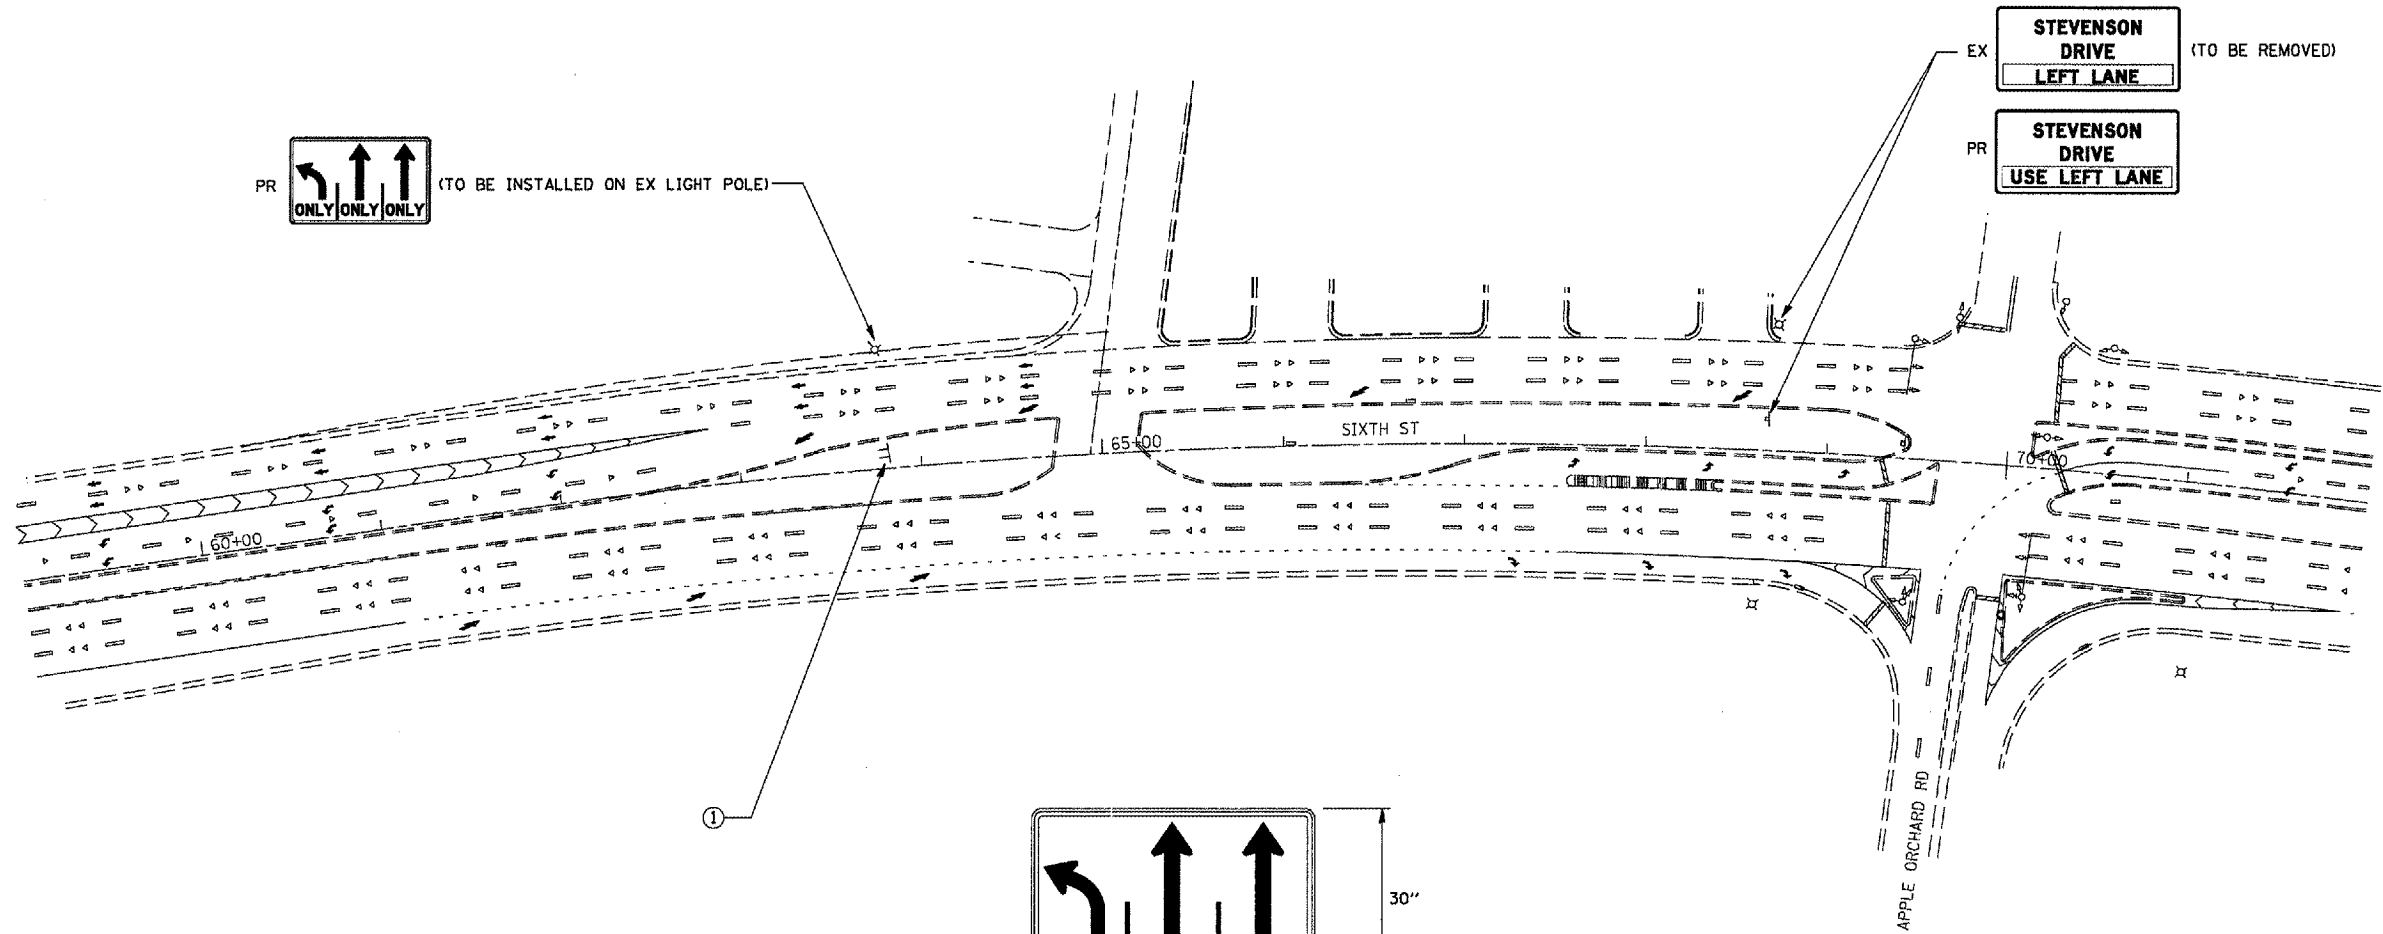 EX
STEVENSON
DRIVE
LEFT LANE
(TO BE REMOVED)
PR
STEVENSON
DRIVE
USE LEFT LANE
PR
ONLY ONLY ONLY
(TO BE INSTALLED ON EX LIGHT POLE)
SIXTH ST
65+00
70+00
60+00
1
30"
APPLE ORCHARD RD